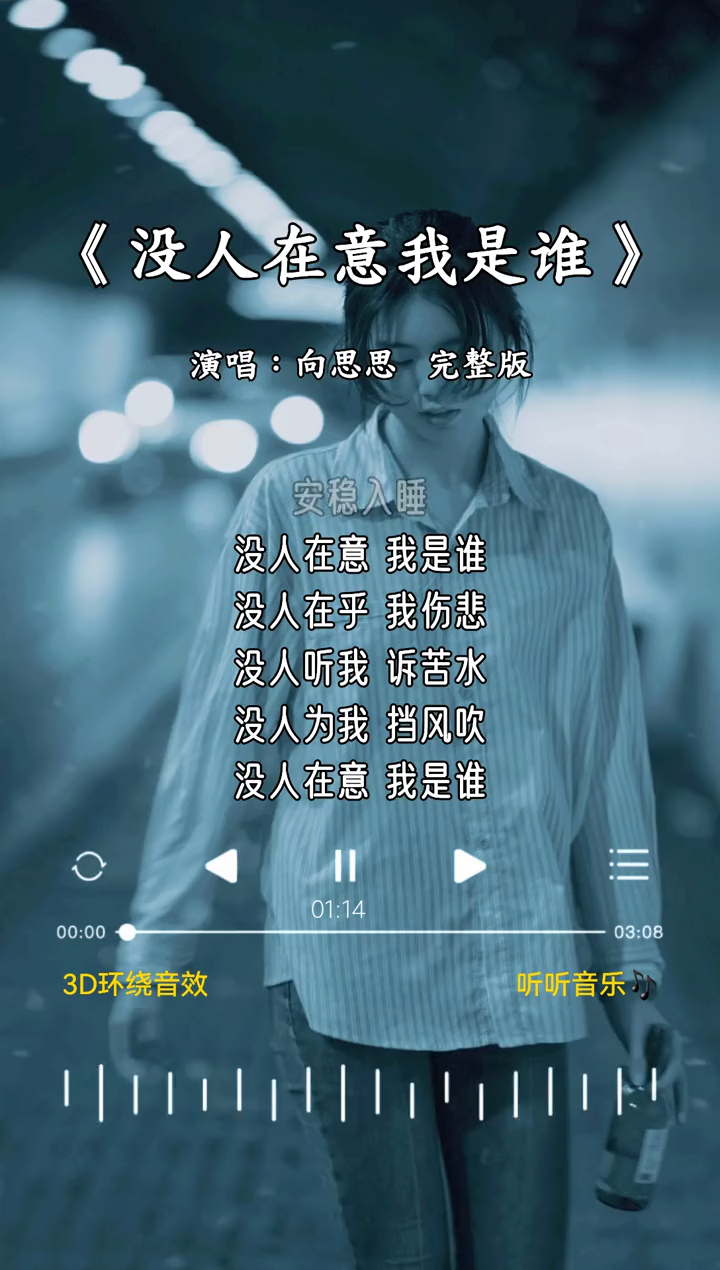 《没人在意我是谁》
演唱：向思思 完整版
安稳入睡
没人在意 我是谁
没人在乎 我伤悲
没人听我 诉苦水
没人为我 挡风吹
没人在意 我是谁
01:14
00:00 03:08
3D环绕音效 听听音乐🎶